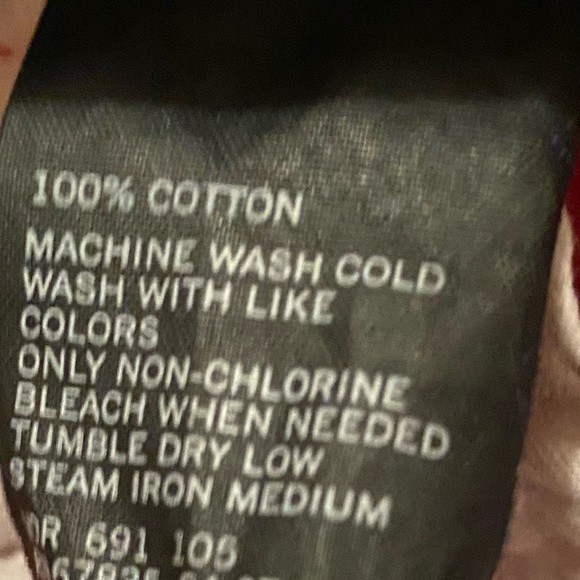 100% COTTON
MACHINE WASH COLD
WASH WITH LIKE
COLORS
ONLY NON-CHLORINE
BLEACH WHEN NEEDED
TUMBLE DRY LOW
STEAM IRON MEDIUM
691 105